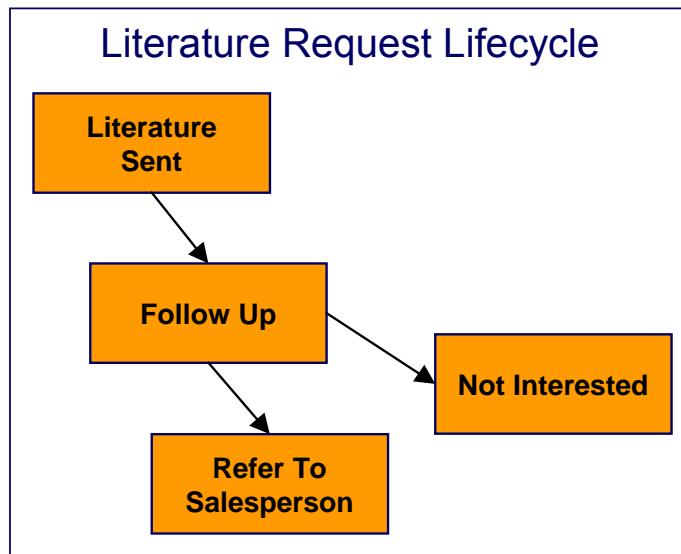 Literature Request Lifecycle
Literature
Sent
Follow Up
Not Interested
Refer To
Salesperson